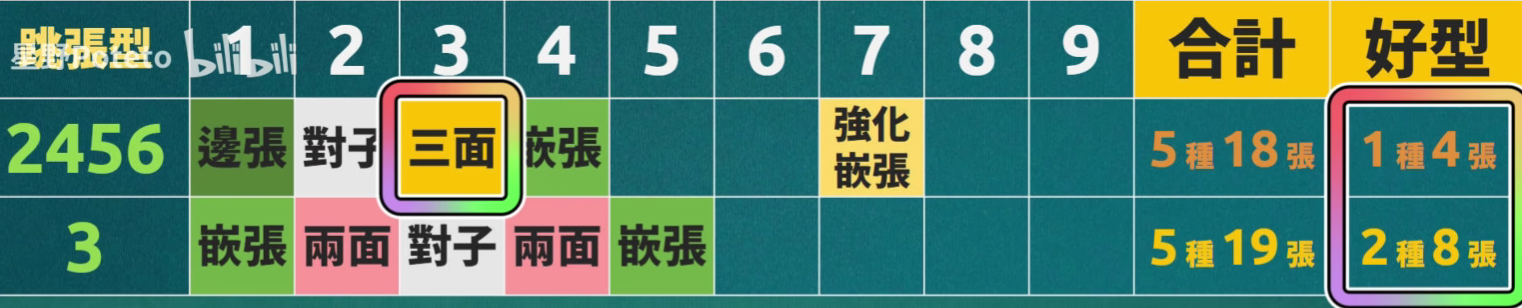 跳張型 1 2 3 4 5 6 7 8 9 合計 好型
bilibili
2456 邊張 對子 三面 嵌張 強化嵌張 5種18張 1種4張
3 嵌張 兩面 對子 兩面 嵌張 5種19張 2種8張